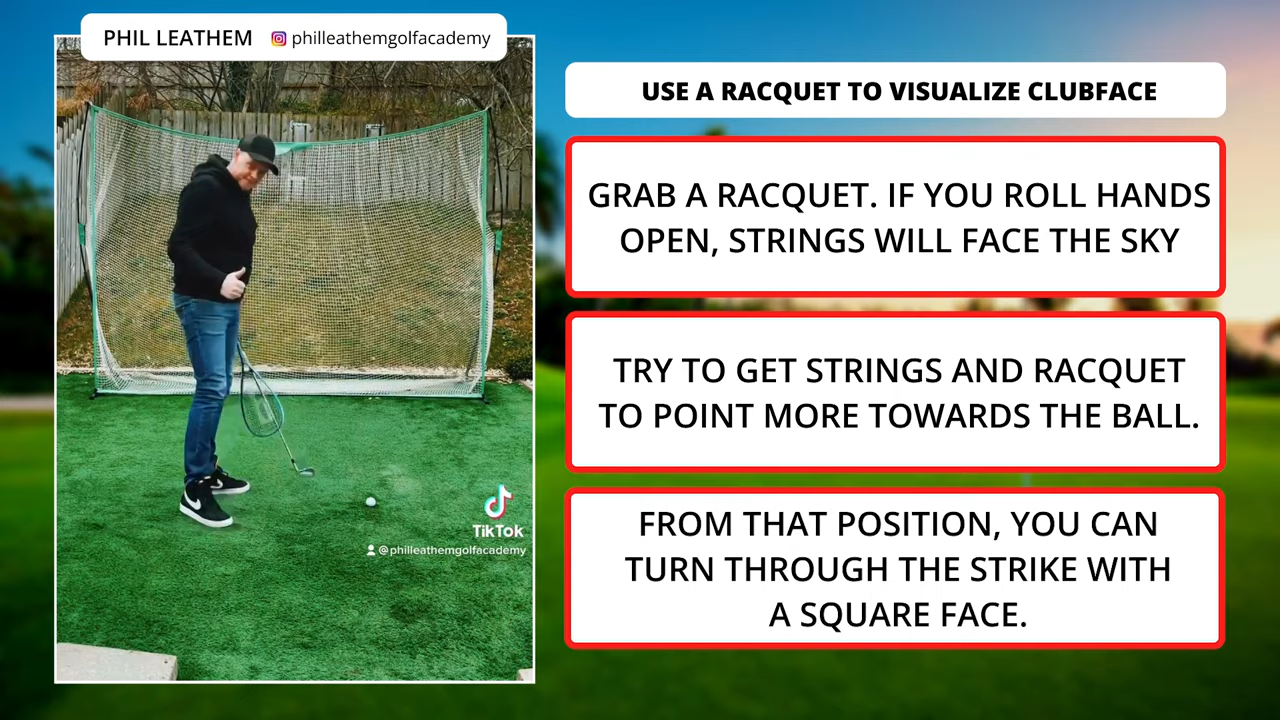 PHIL LEATHEM philleathemgolfacademy
USE A RACQUET TO VISUALIZE CLUBFACE
GRAB A RACQUET. IF YOU ROLL HANDS
OPEN, STRINGS WILL FACE THE SKY
TRY TO GET STRINGS AND RACQUET
TO POINT MORE TOWARDS THE BALL.
FROM THAT POSITION, YOU CAN
TURN THROUGH THE STRIKE WITH
A SQUARE FACE.
TikTok
@philleathemgolfacademy